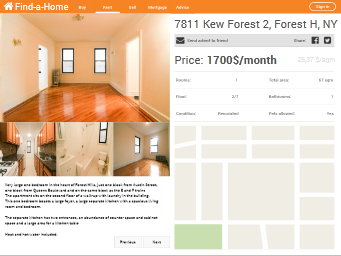 Find-a-Home Buy Rent Sell Mortgage Advice Sign in
7811 Kew Forest 2, Forest H, NY
Send advert to friend Share:
Price: 1700$/month
Rooms: 1 Total area: 67 sqm
Floor: 2/7 Bathrooms: 1
Condition: Renovated Pets allowed: Yes
Very large one bedroom in the heart of Forest Hills, just one block from Austin Street,
one block from Queens Boulevard and on the same block as the E and F trains.
The apartment sits on the second floor of a walk-up with laundry in the building.
This one bedroom boasts a large foyer, a large separate kitchen with a spacious living
room and bedroom.
The separate kitchen has two entrances, an abundance of counter space and cabinet
space and a large area for a kitchen table
Heat and hot water included.
Previous Next